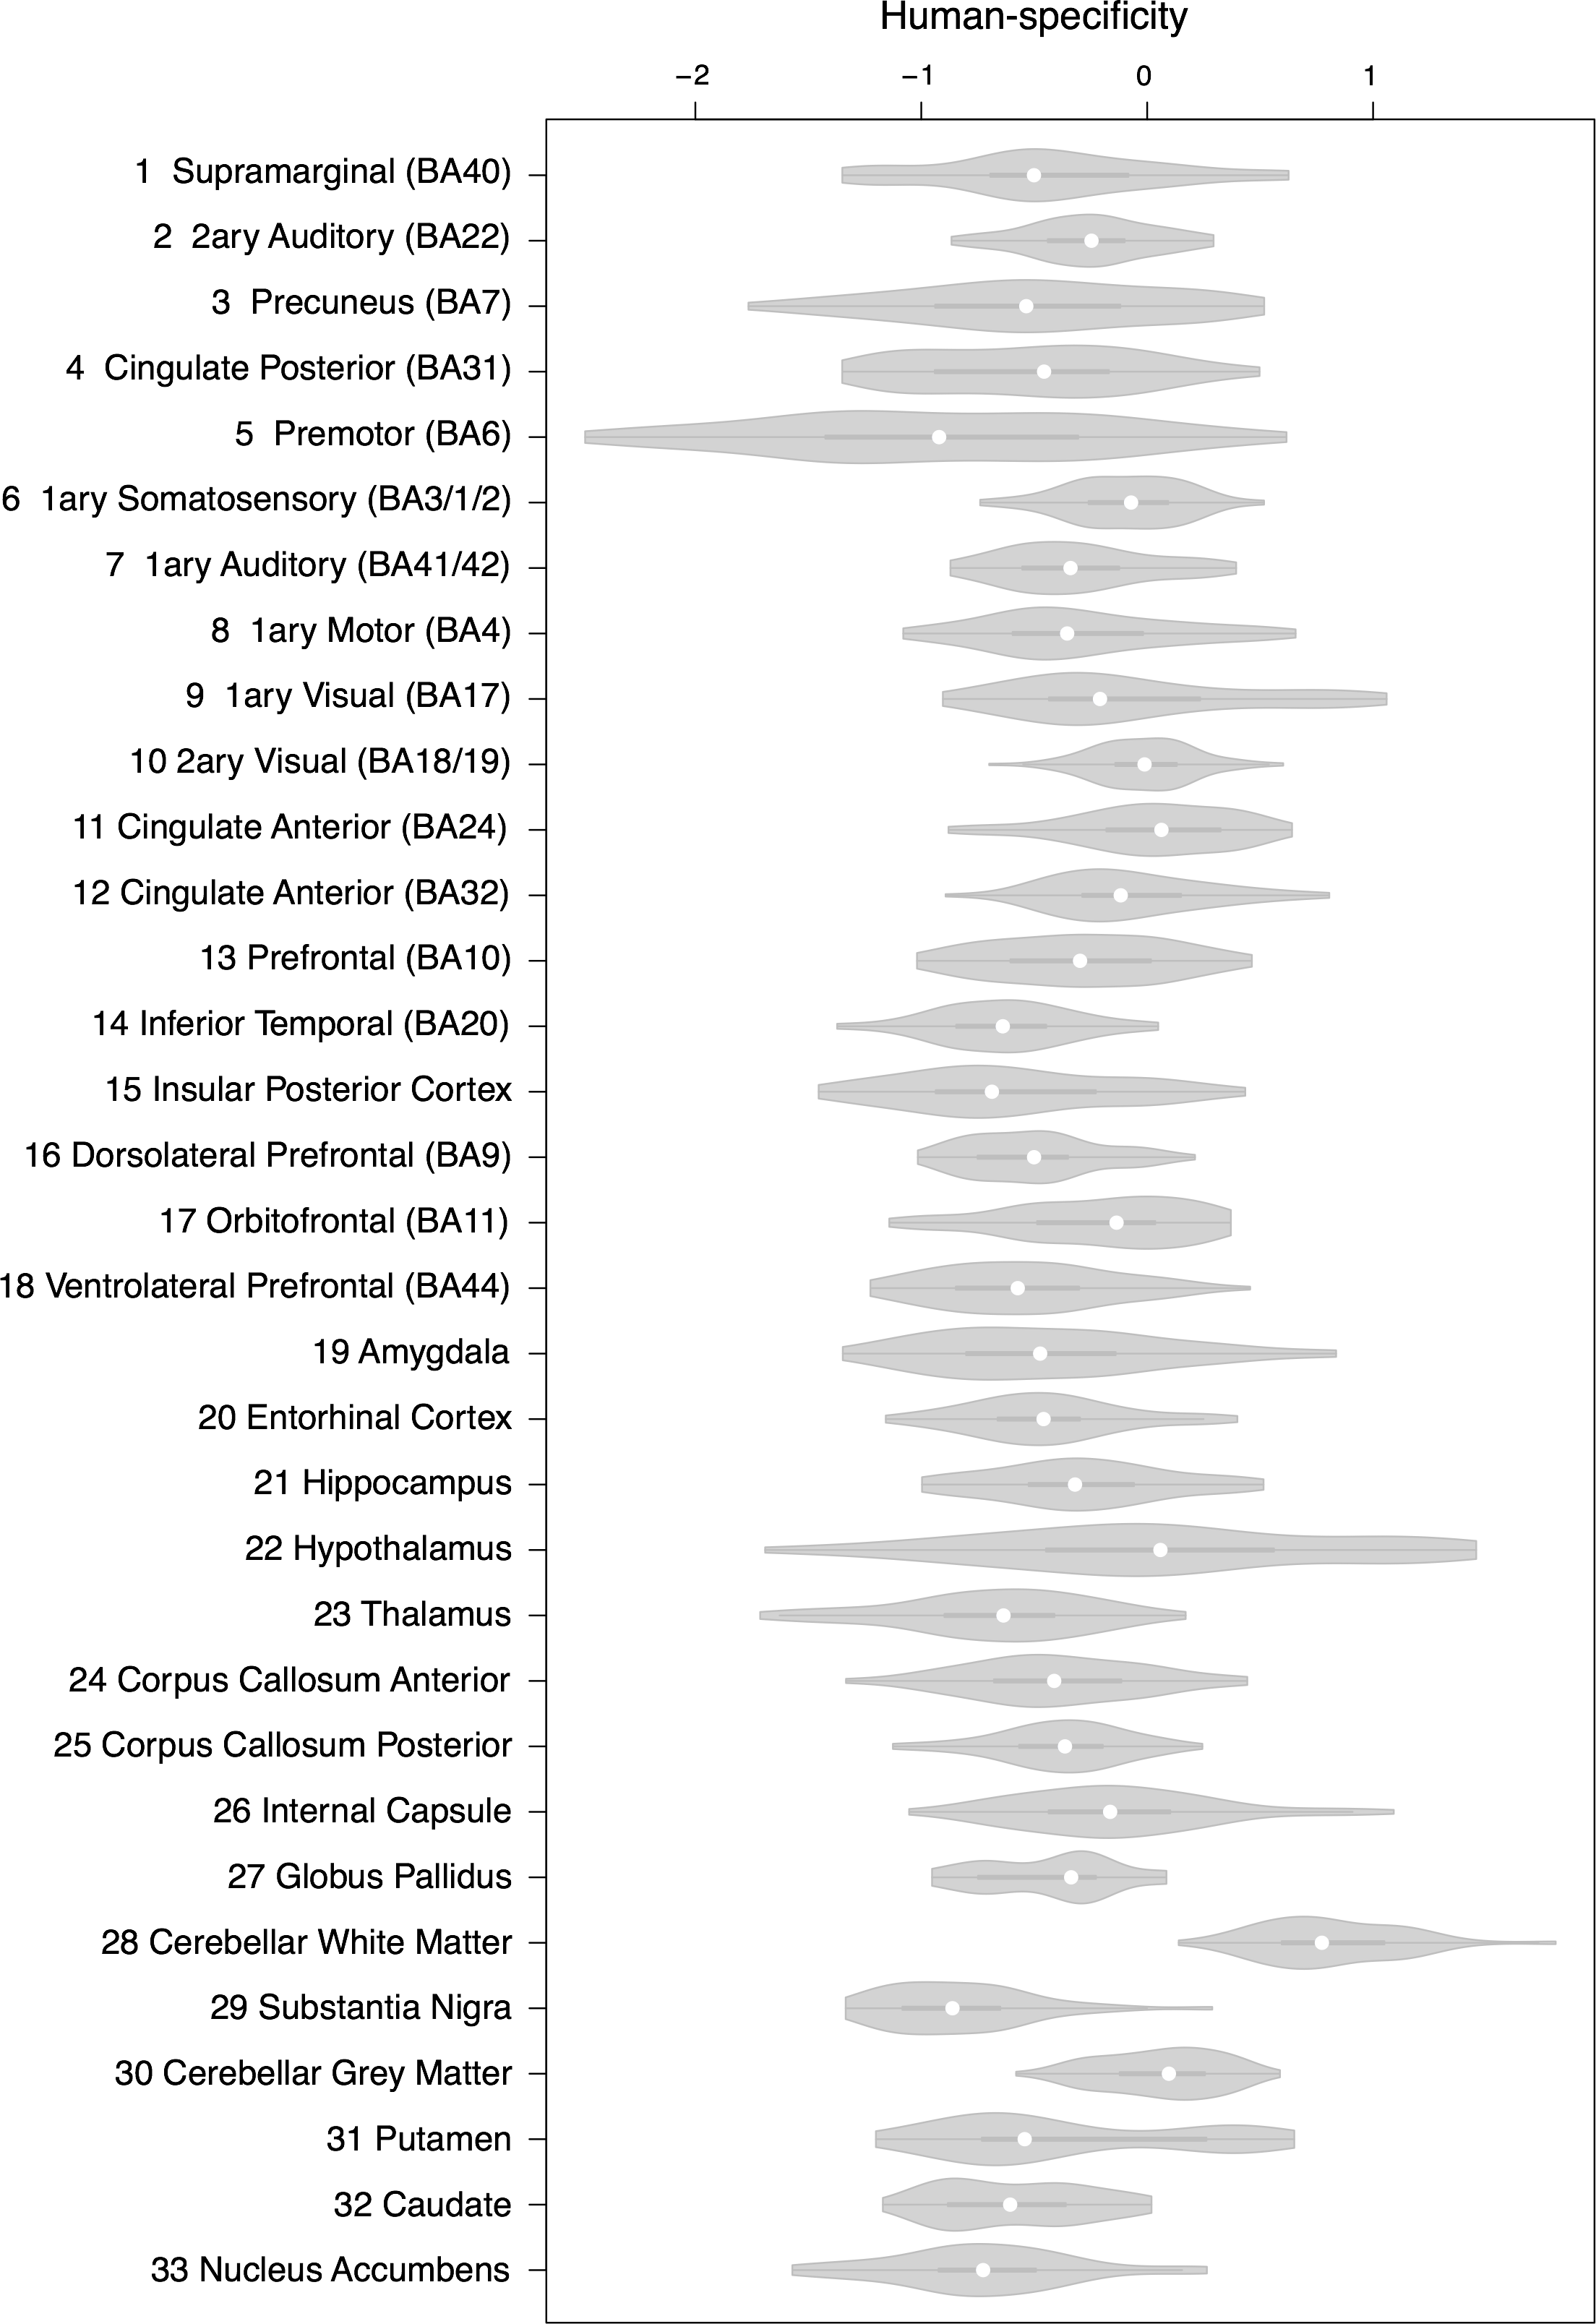 Human-specificity
−2 −1 0 1
1 Supramarginal (BA40)
2 2ary Auditory (BA22)
3 Precuneus (BA7)
4 Cingulate Posterior (BA31)
5 Premotor (BA6)
6 1ary Somatosensory (BA3/1/2)
7 1ary Auditory (BA41/42)
8 1ary Motor (BA4)
9 1ary Visual (BA17)
10 2ary Visual (BA18/19)
11 Cingulate Anterior (BA24)
12 Cingulate Anterior (BA32)
13 Prefrontal (BA10)
14 Inferior Temporal (BA20)
15 Insular Posterior Cortex
16 Dorsolateral Prefrontal (BA9)
17 Orbitofrontal (BA11)
18 Ventrolateral Prefrontal (BA44)
19 Amygdala
20 Entorhinal Cortex
21 Hippocampus
22 Hypothalamus
23 Thalamus
24 Corpus Callosum Anterior
25 Corpus Callosum Posterior
26 Internal Capsule
27 Globus Pallidus
28 Cerebellar White Matter
29 Substantia Nigra
30 Cerebellar Grey Matter
31 Putamen
32 Caudate
33 Nucleus Accumbens